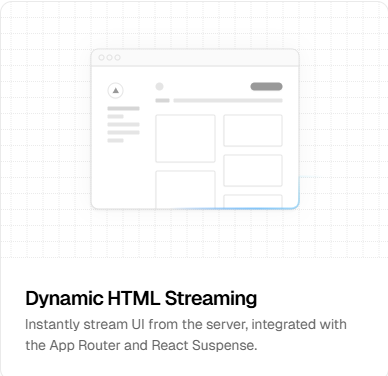 Dynamic HTML Streaming
Instantly stream UI from the server, integrated with
the App Router and React Suspense.